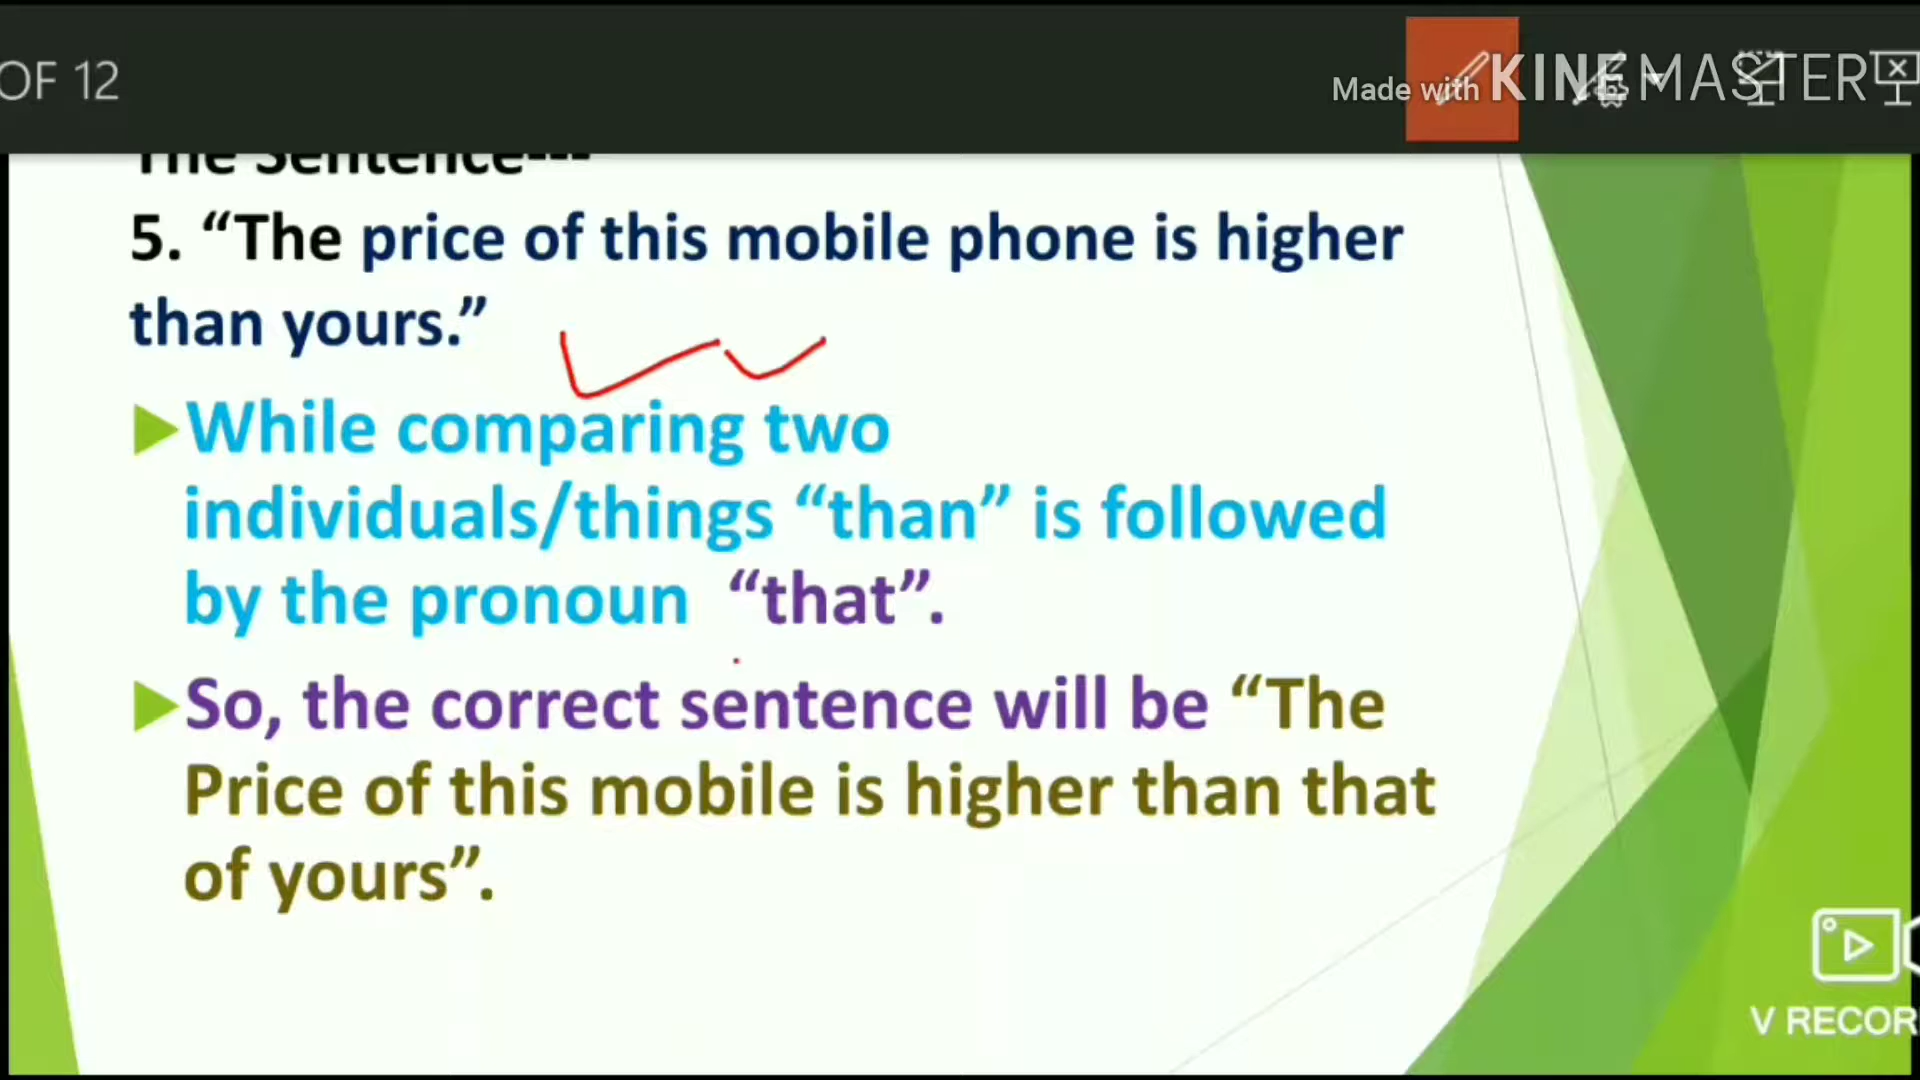 OF 12
Made with KINEMASTER
The Sentence---
5. “The price of this mobile phone is higher
than yours.”
While comparing two
individuals/things “than” is followed
by the pronoun “that”.
So, the correct sentence will be “The
Price of this mobile is higher than that
of yours”.
V RECOR